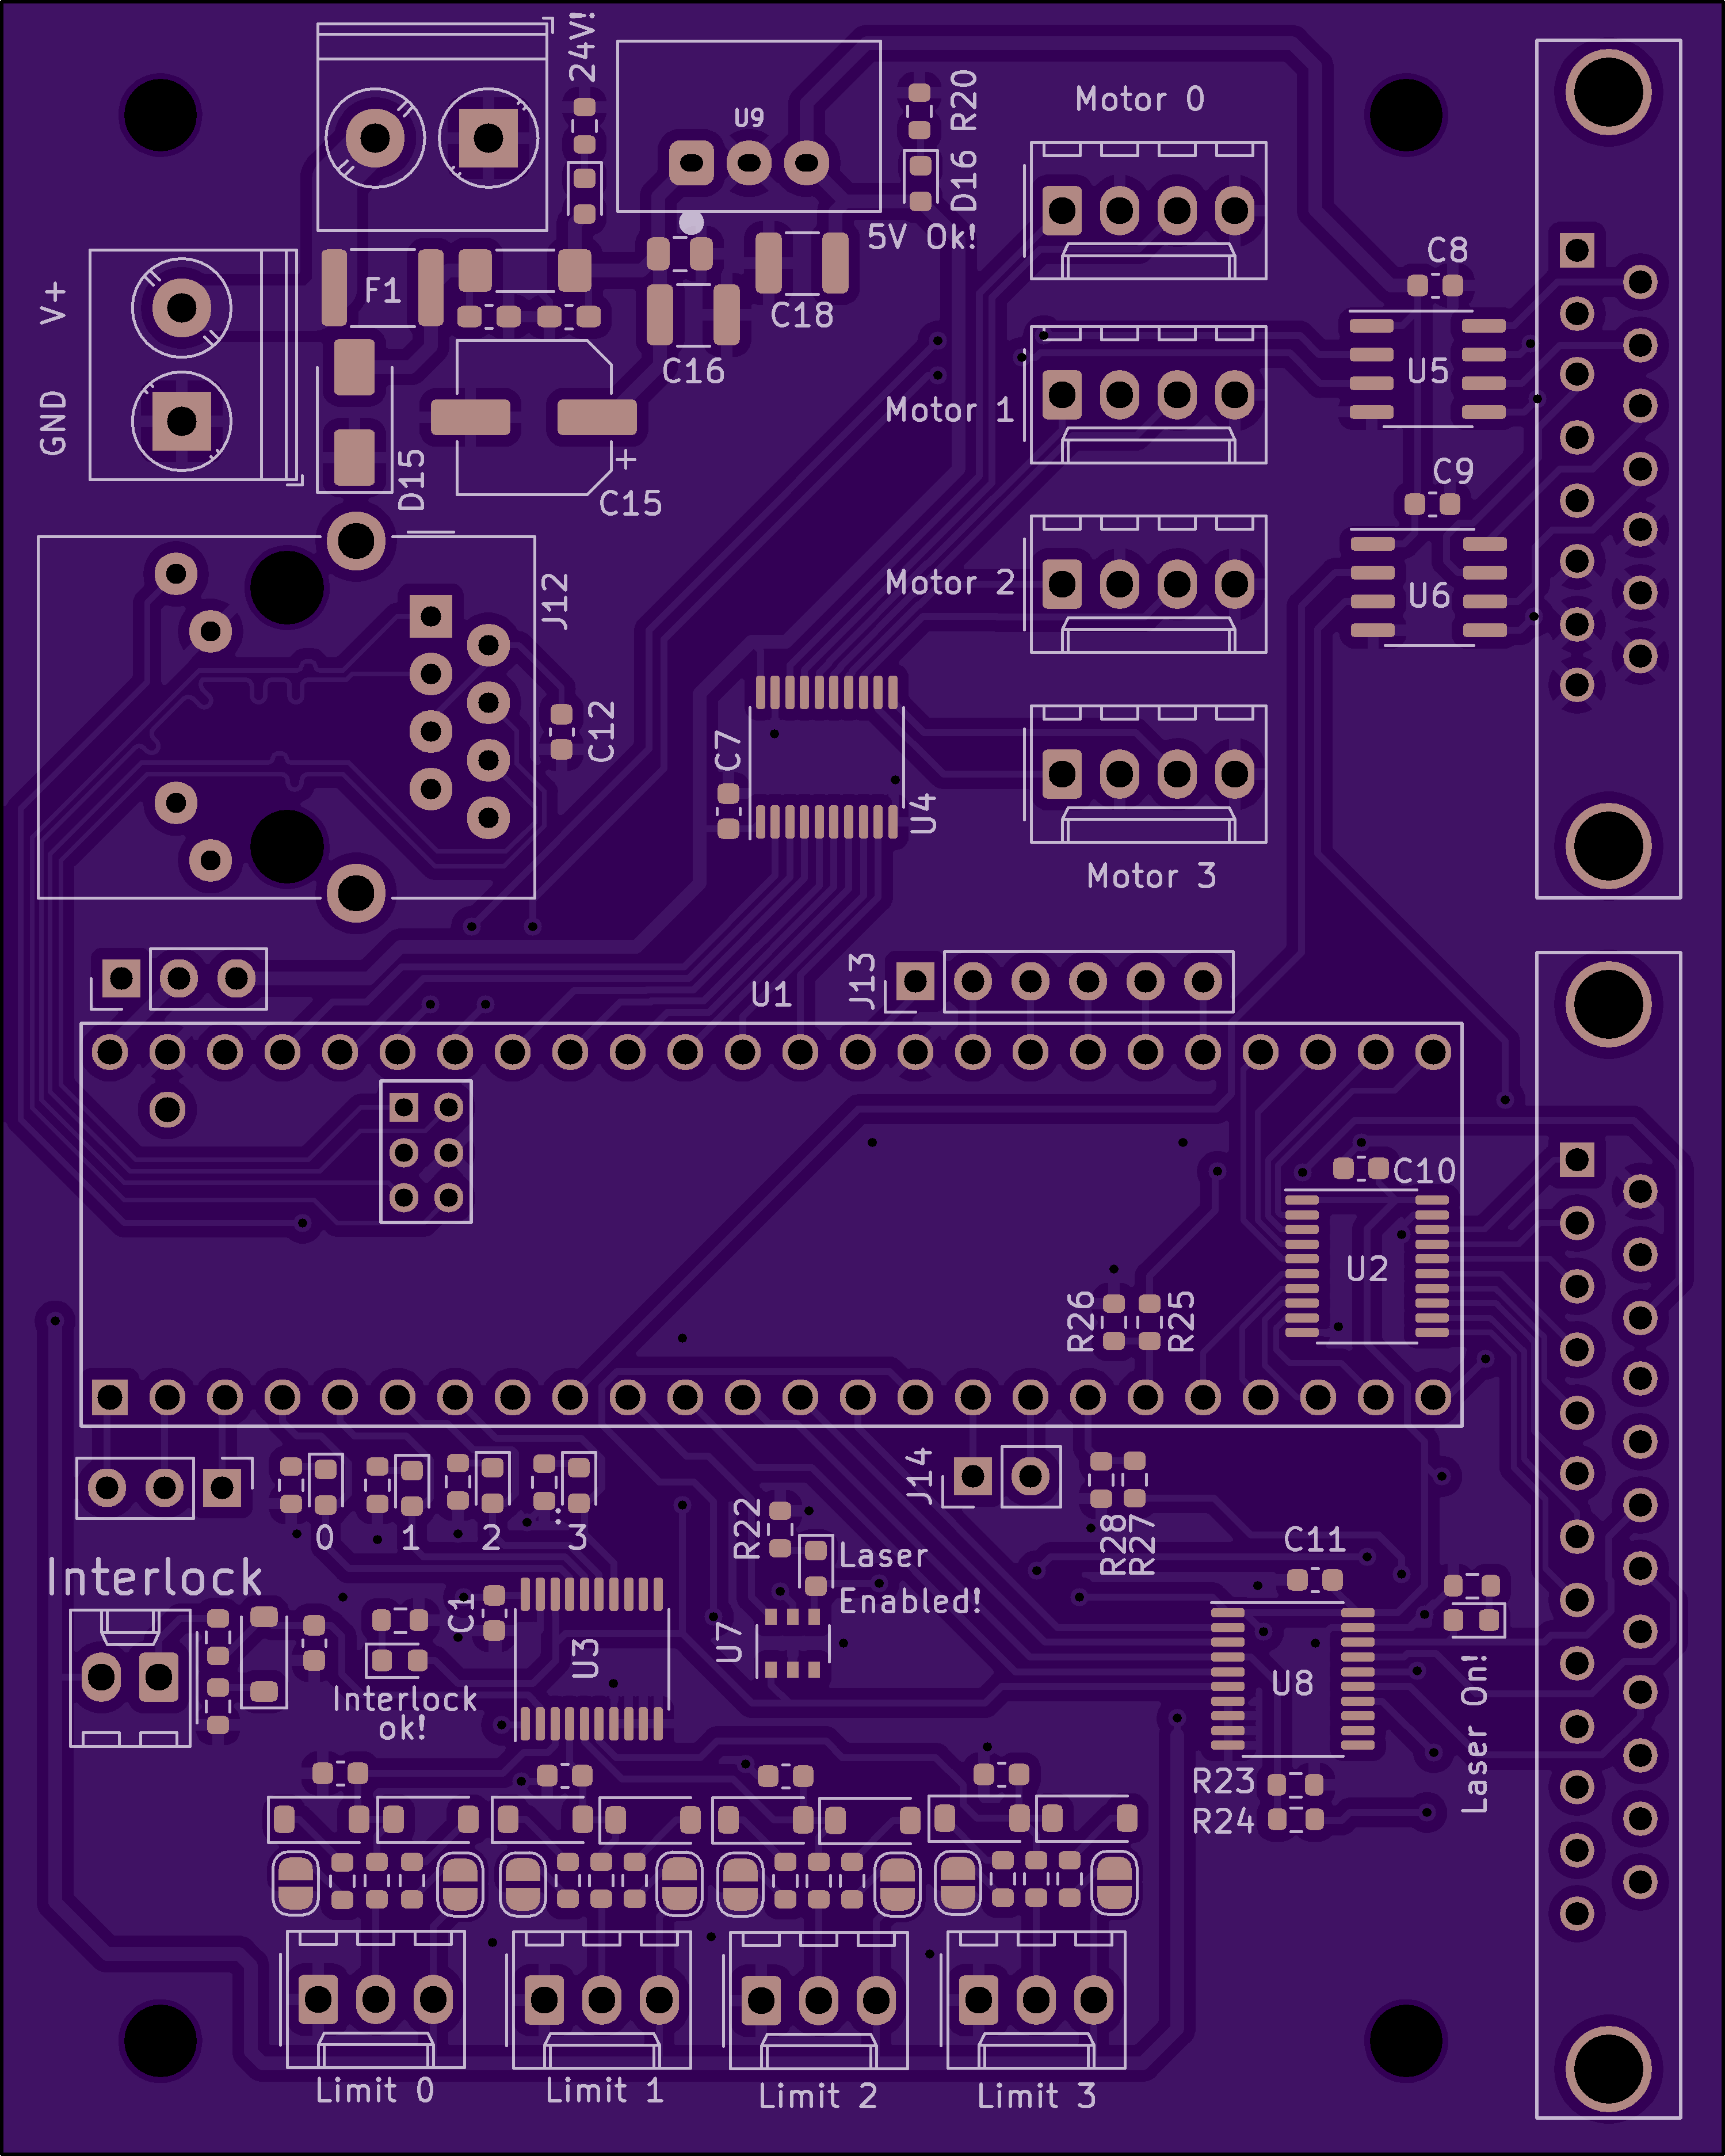 24V!
U9
R20
D16
5V Ok!
Motor 0
V+
GND
F1
C18
C16
C8
U5
D15
C15
+
Motor 1
C9
U6
J12
Motor 2
C12
C7
U4
Motor 3
U1
J13
C10
U2
R26
R25
0
1
2
3
J14
R22
R28
R27
C11
Laser
Enabled!
Interlock
C1
U3
U7
U8
Interlock
ok!
Laser On!
R23
R24
Limit 0
Limit 1
Limit 2
Limit 3